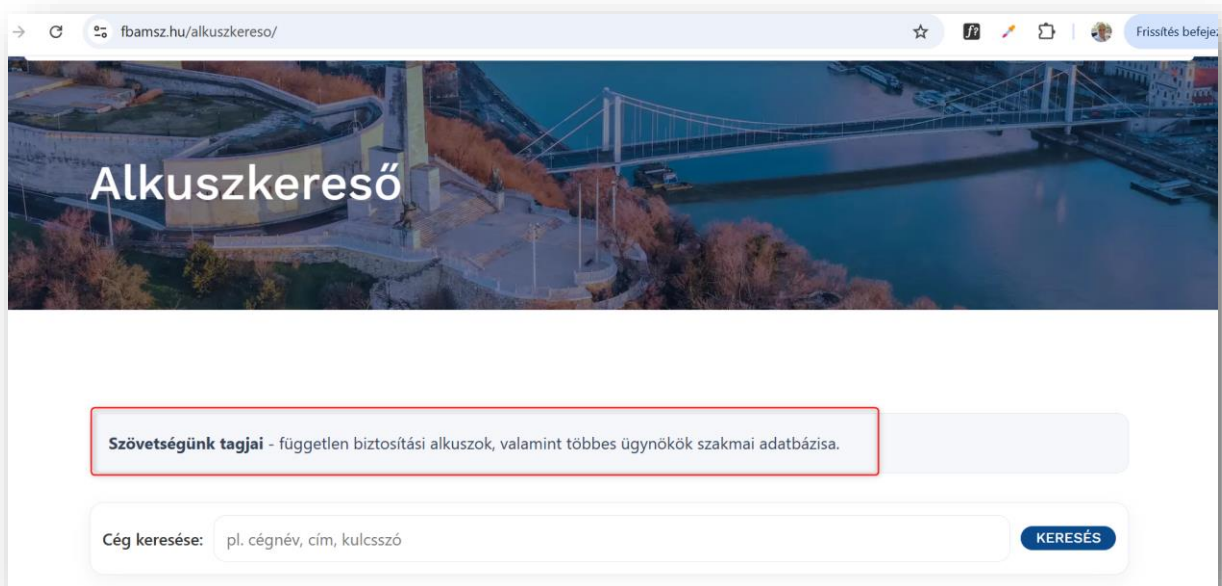 fbamsz.hu/alkuszkereso/
f?
Frissítés befeje
Alkuszkereső
Szövetségünk tagjai - független biztosítási alkuszok, valamint többes ügynökök szakmai adatbázisa.
Cég keresése: pl. cégnév, cím, kulcsszó KERESÉS